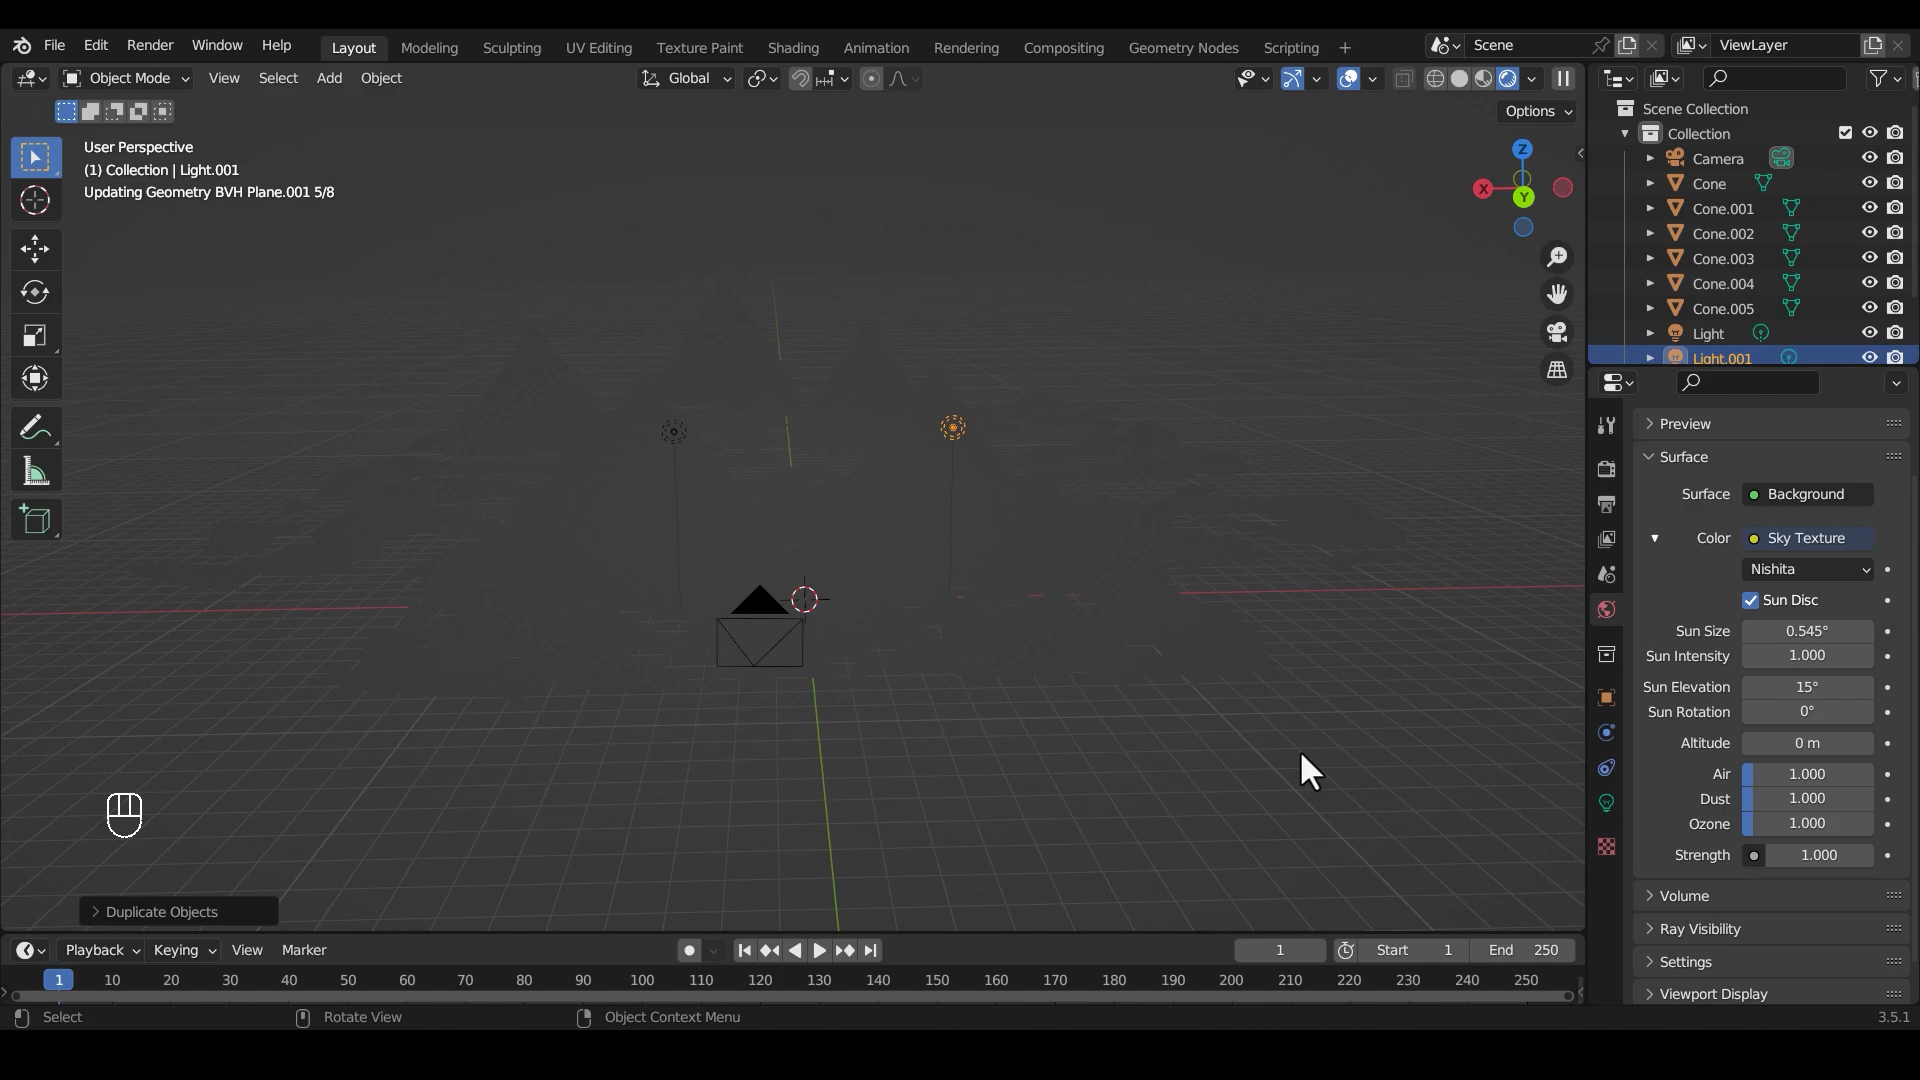 File Edit Render Window Help Layout Modeling Sculpting UV Editing Texture Paint Shading Animation Rendering Compositing Geometry Nodes Scripting + Scene ViewLayer
Object Mode View Select Add Object Global
Options
User Perspective
(1) Collection | Light.001
Updating Geometry BVH Plane.001 5/8
Z
X
Y
Scene Collection
Collection
Camera
Cone
Cone.001
Cone.002
Cone.003
Cone.004
Cone.005
Light
Light.001
Preview
Surface
Surface Background
Color Sky Texture
Nishita
Sun Disc
Sun Size 0.545°
Sun Intensity 1.000
Sun Elevation 15°
Sun Rotation 0°
Altitude 0 m
Air 1.000
Dust 1.000
Ozone 1.000
Strength 1.000
Volume
Ray Visibility
Settings
Viewport Display
Duplicate Objects
Playback Keying View Marker 1 Start 1 End 250
1 10 20 30 40 50 60 70 80 90 100 110 120 130 140 150 160 170 180 190 200 210 220 230 240 250
Select Rotate View Object Context Menu 3.5.1